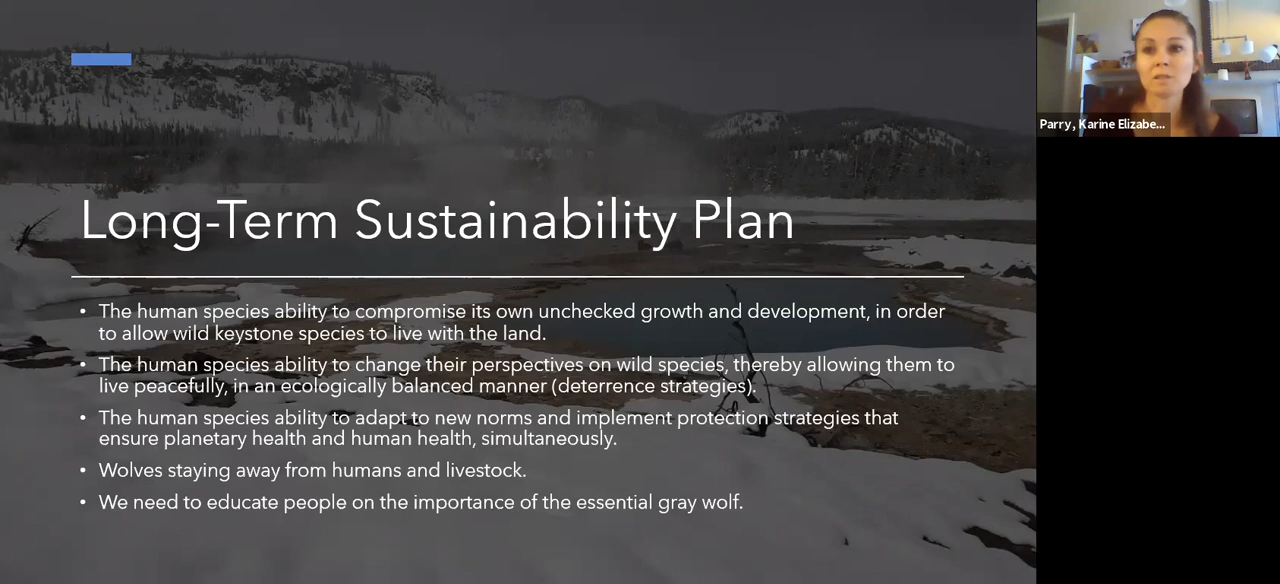 Long-Term Sustainability Plan
• The human species ability to compromise its own unchecked growth and development, in order
to allow wild keystone species to live with the land.
• The human species ability to change their perspectives on wild species, thereby allowing them to
live peacefully, in an ecologically balanced manner (deterrence strategies).
• The human species ability to adapt to new norms and implement protection strategies that
ensure planetary health and human health, simultaneously.
• Wolves staying away from humans and livestock.
• We need to educate people on the importance of the essential gray wolf.
Parry, Karine Elizabe...